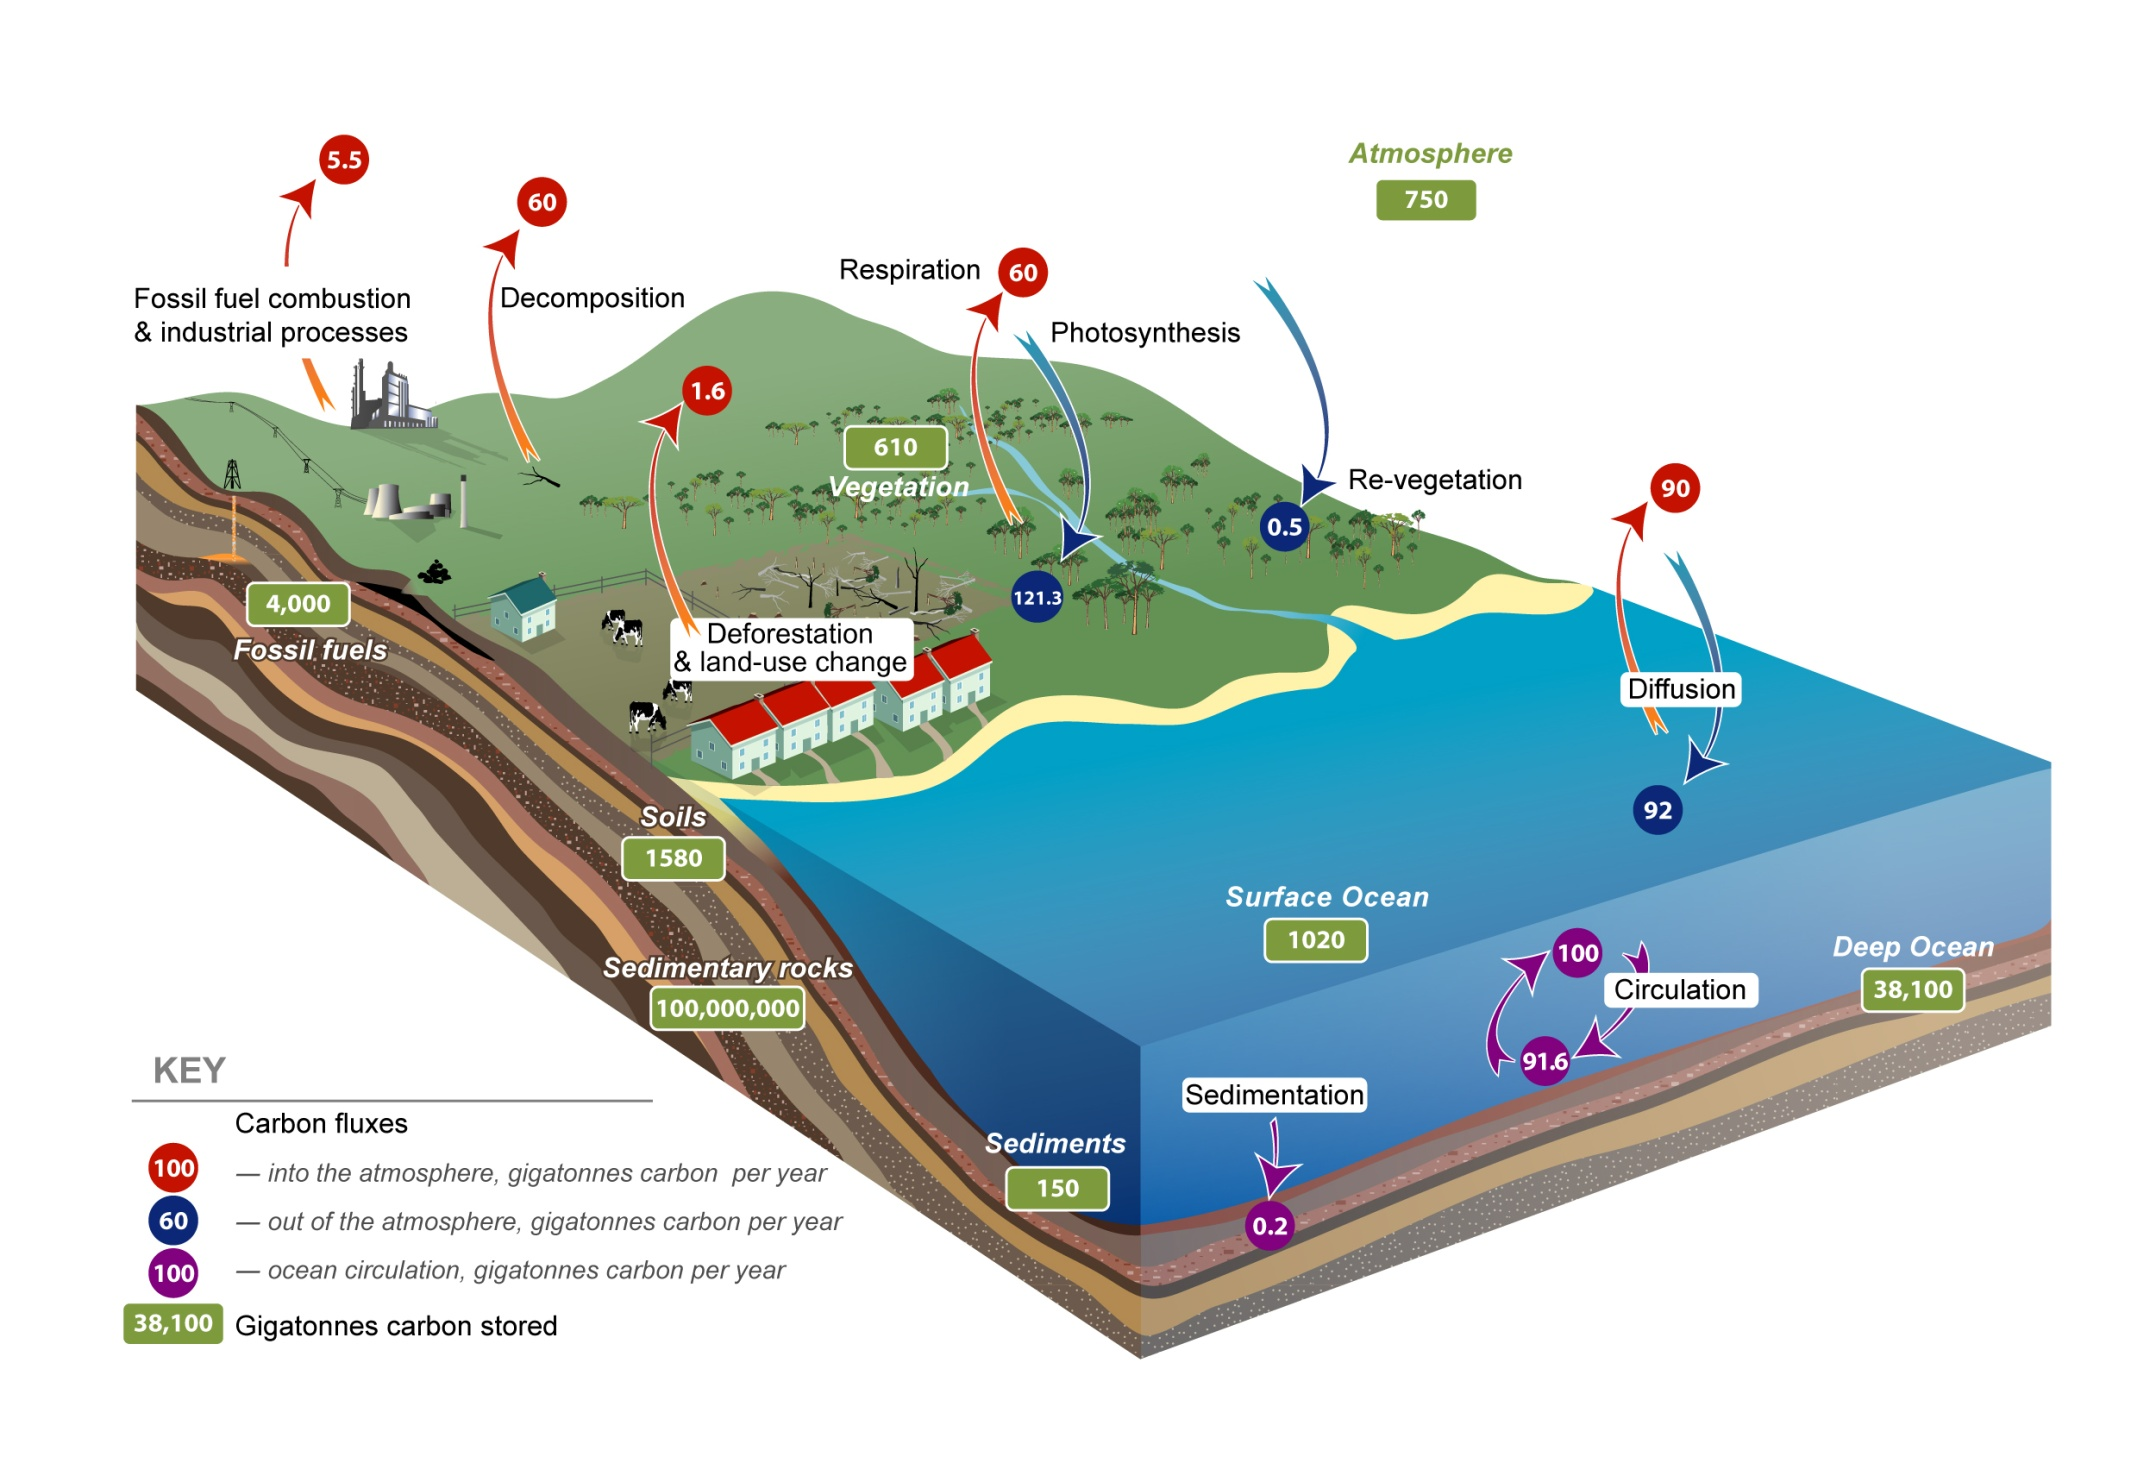 Atmosphere
750
5.5
Fossil fuel combustion
& industrial processes
60
Decomposition
Respiration
60
Photosynthesis
1.6
610
Vegetation
121.3
Re-vegetation
0.5
90
Diffusion
92
4,000
Fossil fuels
Deforestation
& land-use change
Soils
1580
Sedimentary rocks
100,000,000
Surface Ocean
1020
100
Circulation
91.6
Deep Ocean
38,100
Sedimentation
0.2
Sediments
150
KEY
Carbon fluxes
100 — into the atmosphere, gigatonnes carbon per year
60 — out of the atmosphere, gigatonnes carbon per year
100 — ocean circulation, gigatonnes carbon per year
38,100 Gigatonnes carbon stored